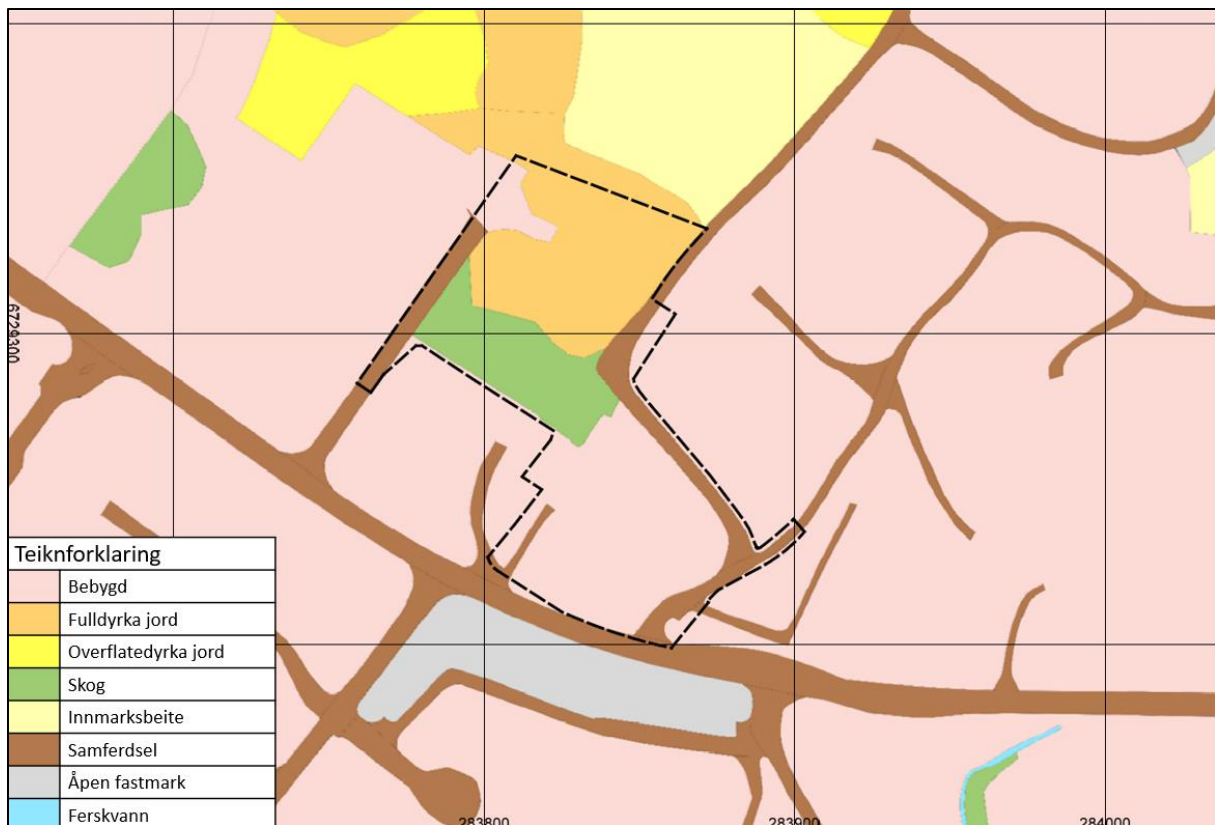 6729300
Teiknforklaring
Bebygd
Fulldyrka jord
Overflatedyrka jord
Skog
Innmarksbeite
Samferdsel
Åpen fastmark
Ferskvann
283800
283900
284000